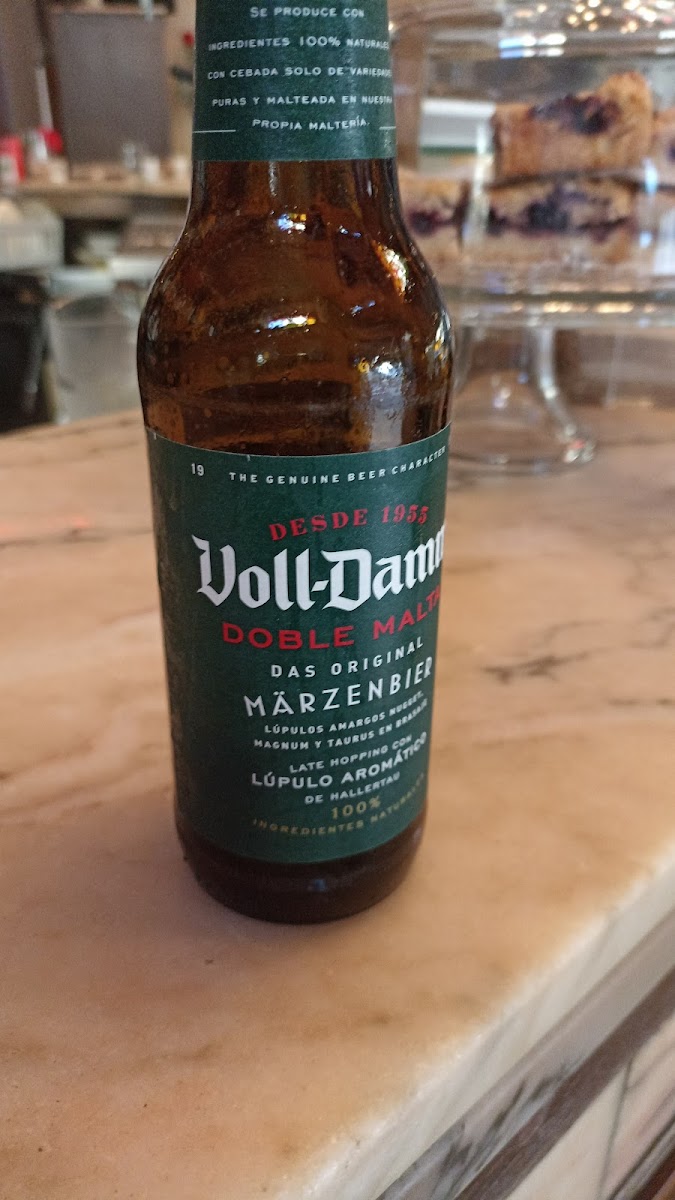 SE PRODUCE CON
INGREDIENTES 100% NATURALES
CON CEBADA SOLO DE VARIEDADES
PURAS Y MALTEADA EN NUESTRA
PROPIA MALTERÍA.
19 THE GENUINE BEER CHARACTER
DESDE 1955
Voll-Damm
DOBLE MALTA
DAS ORIGINAL
MÄRZENBIER
LÚPULOS AMARGOS NUGGET,
MAGNUM Y TAURUS EN BRASAJE
LATE HOPPING CON
LÚPULO AROMÁTICO
DE HALLERTAU
100%
INGREDIENTES NATURALES